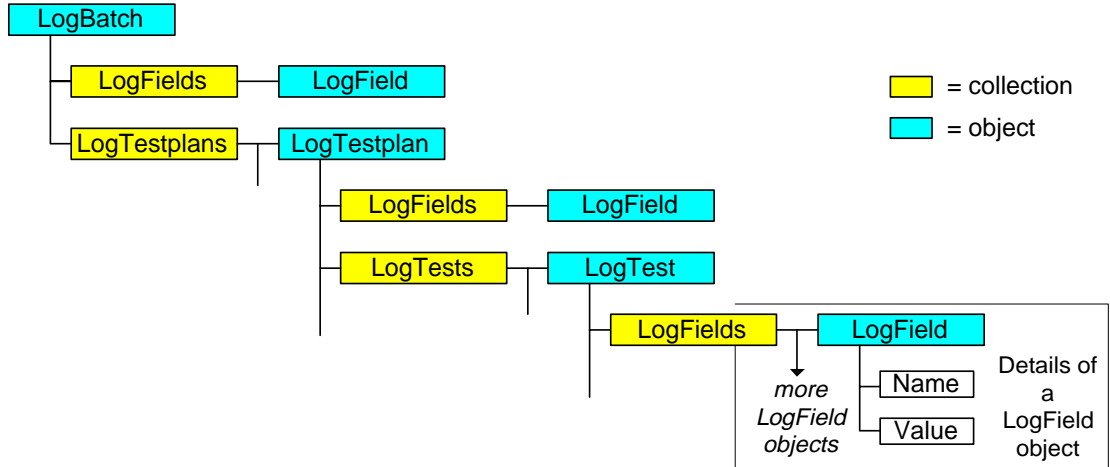 LogBatch
LogFields
LogField
= collection
= object
LogTestplans
LogTestplan
LogFields
LogField
LogTests
LogTest
LogFields
LogField
more
LogField
objects
Name
Value
Details of
a
LogField
object